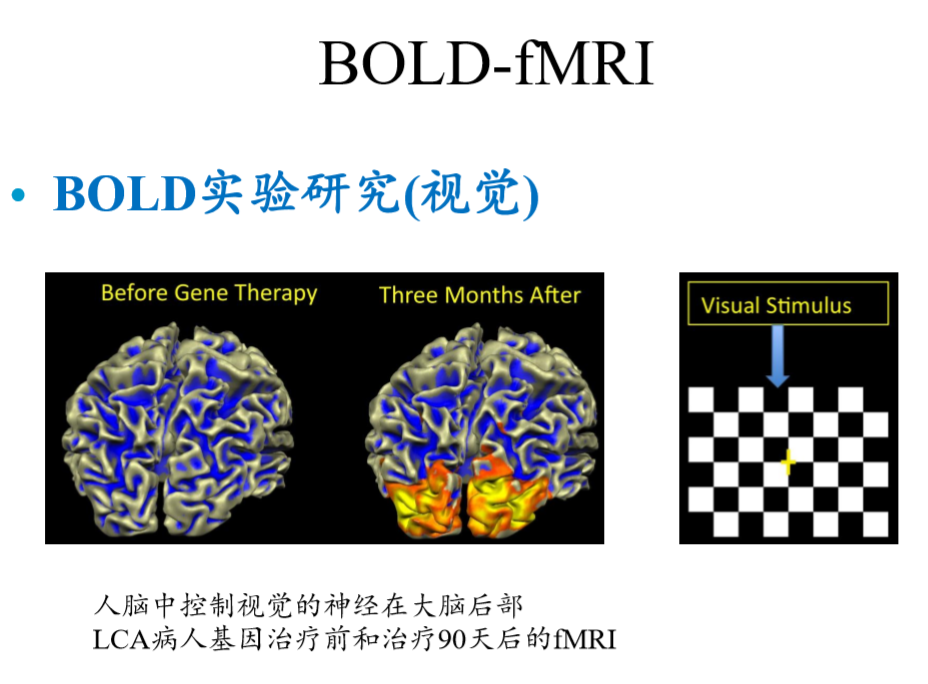 BOLD-fMRI
• BOLD实验研究(视觉)
Before Gene Therapy
Three Months After
Visual Stimulus
人脑中控制视觉的神经在大脑后部
LCA病人基因治疗前和治疗90天后的fMRI